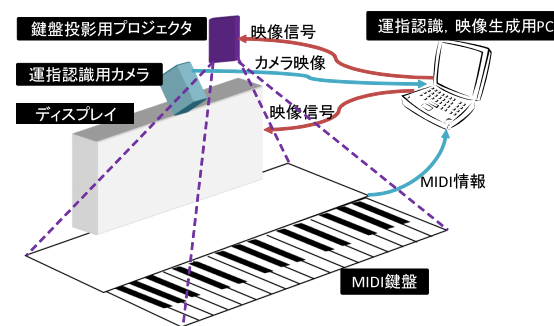 鍵盤投影用プロジェクタ
映像信号
運指認識，映像生成用PC
運指認識用カメラ
カメラ映像
ディスプレイ
映像信号
MIDI情報
MIDI鍵盤